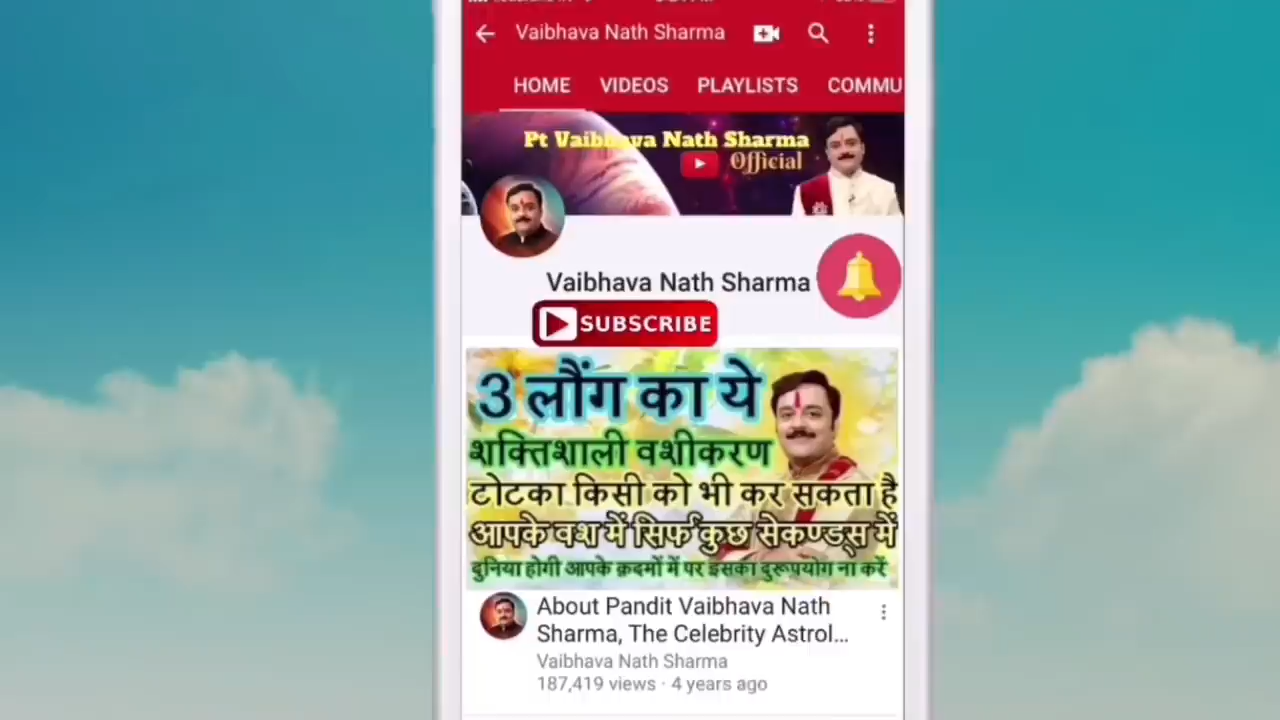 Vaibhava Nath Sharma
HOME VIDEOS PLAYLISTS COMMU
Pt Vaibhava Nath Sharma
Official
Vaibhava Nath Sharma
SUBSCRIBE
3 लौंग का ये
शक्तिशाली वशीकरण
टोटका किसी को भी कर सकता है
आपके वश में सिर्फ कुछ सेकण्ड्स में
दुनिया होगी आपके क़दमों में पर इसका दुरूपयोग ना करें
About Pandit Vaibhava Nath
Sharma, The Celebrity Astrol...
Vaibhava Nath Sharma
187,419 views · 4 years ago